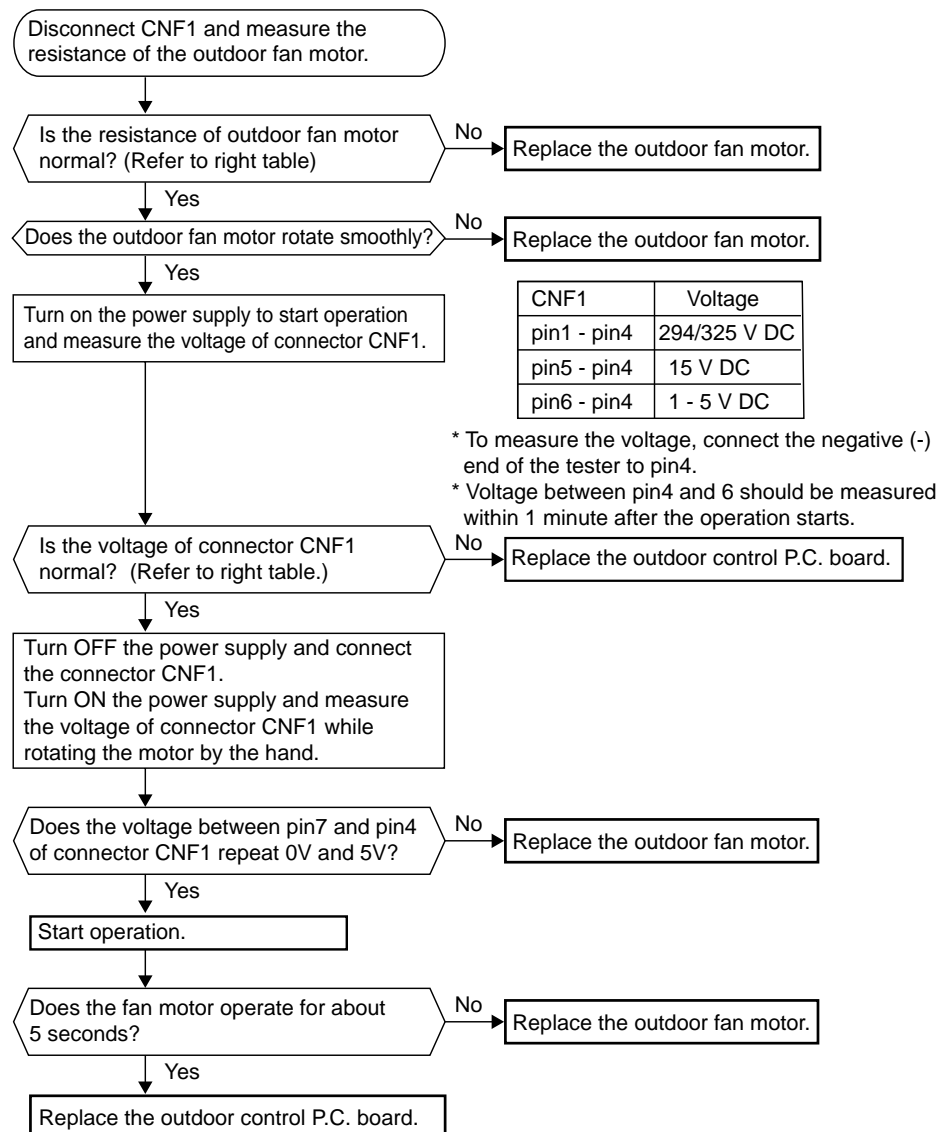 Disconnect CNF1 and measure the
resistance of the outdoor fan motor.
Is the resistance of outdoor fan motor
normal? (Refer to right table)
No
Replace the outdoor fan motor.
Yes
Does the outdoor fan motor rotate smoothly?
No
Replace the outdoor fan motor.
Yes
Turn on the power supply to start operation
and measure the voltage of connector CNF1.
CNF1 Voltage
pin1 - pin4 294/325 V DC
pin5 - pin4 15 V DC
pin6 - pin4 1 - 5 V DC
* To measure the voltage, connect the negative (-)
end of the tester to pin4.
* Voltage between pin4 and 6 should be measured
within 1 minute after the operation starts.
Is the voltage of connector CNF1
normal? (Refer to right table.)
No
Replace the outdoor control P.C. board.
Yes
Turn OFF the power supply and connect
the connector CNF1.
Turn ON the power supply and measure
the voltage of connector CNF1 while
rotating the motor by the hand.
Does the voltage between pin7 and pin4
of connector CNF1 repeat 0V and 5V?
No
Replace the outdoor fan motor.
Yes
Start operation.
Does the fan motor operate for about
5 seconds?
No
Replace the outdoor fan motor.
Yes
Replace the outdoor control P.C. board.